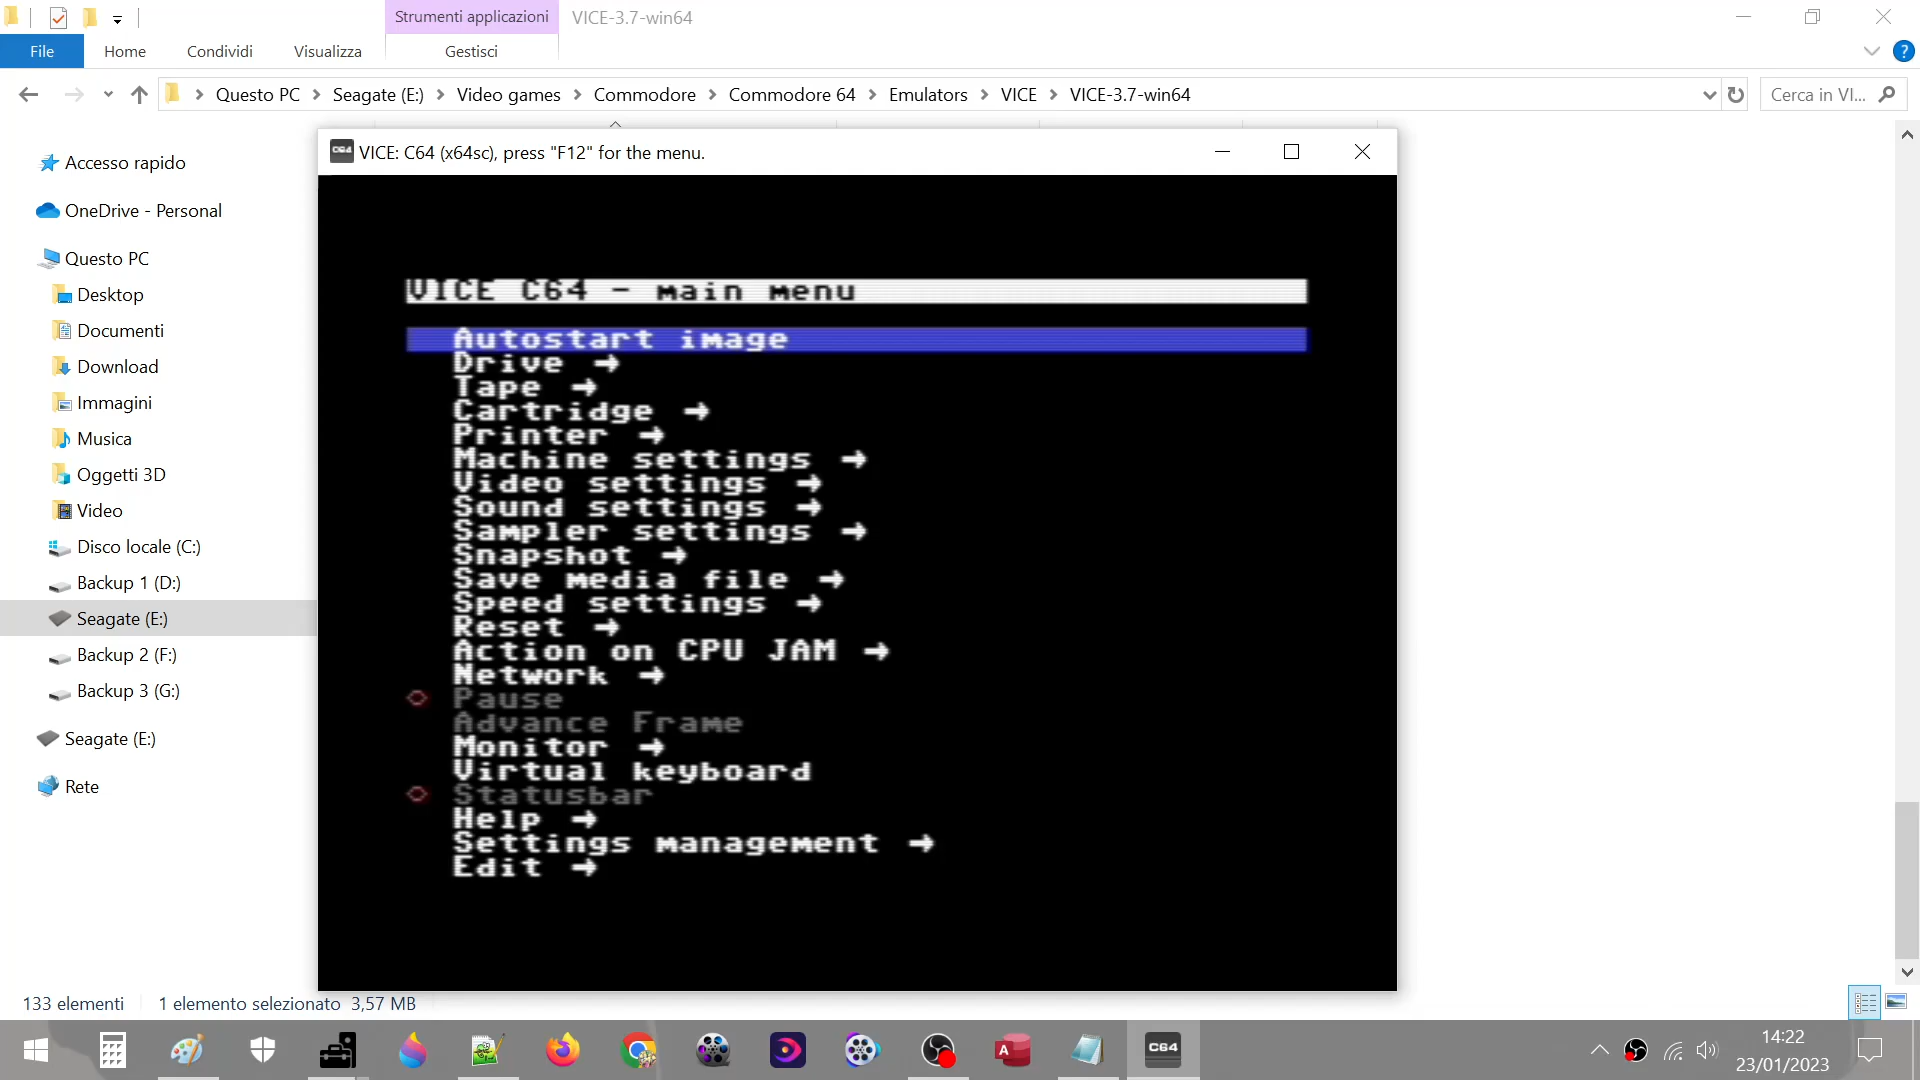 Strumenti applicazioni
VICE-3.7-win64
File
Home
Condividi
Visualizza
Gestisci
Questo PC
Seagate (E:)
Video games
Commodore
Commodore 64
Emulators
VICE
VICE-3.7-win64
Cerca in VI...
Accesso rapido
OneDrive - Personal
Questo PC
Desktop
Documenti
Download
Immagini
Musica
Oggetti 3D
Video
Disco locale (C:)
Backup 1 (D:)
Seagate (E:)
Backup 2 (F:)
Backup 3 (G:)
Seagate (E:)
Rete
C64 VICE: C64 (x64sc), press "F12" for the menu.
VICE C64 - main menu
Autostart image
Drive →
Tape →
Cartridge →
Printer →
Machine settings →
Video settings →
Sound settings →
Sampler settings →
Snapshot →
Save media file →
Speed settings →
Reset →
Action on CPU JAM →
Network →
Pause
Advance Frame
Monitor →
Virtual keyboard
Statusbar
Help →
Settings management →
Edit →
133 elementi
1 elemento selezionato 3,57 MB
A
C64
14:22
23/01/2023